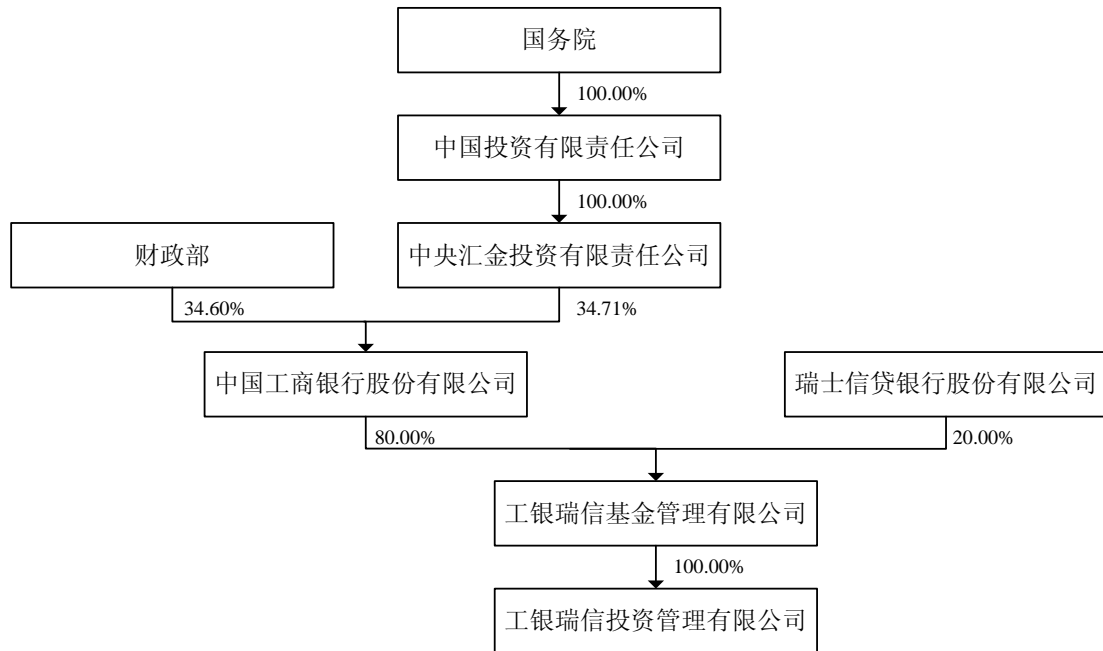 国务院
100.00%
中国投资有限责任公司
100.00%
财政部
中央汇金投资有限责任公司
34.60%
34.71%
中国工商银行股份有限公司
瑞士信贷银行股份有限公司
80.00%
20.00%
工银瑞信基金管理有限公司
100.00%
工银瑞信投资管理有限公司